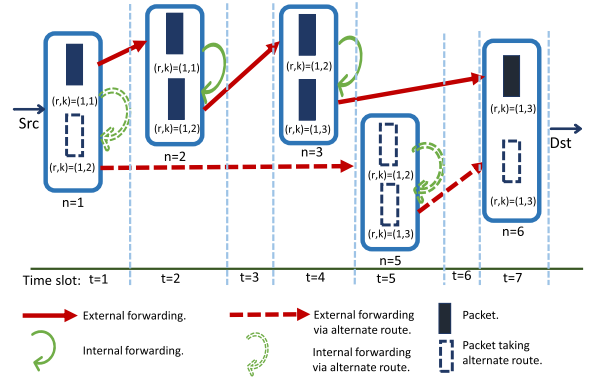 (r,k)=(1,1)
(r,k)=(1,2)
(r,k)=(1,1)
(r,k)=(1,2)
n=2
(r,k)=(1,2)
(r,k)=(1,3)
n=3
(r,k)=(1,3)
(r,k)=(1,3)
n=6
Src
Dst
n=1
(r,k)=(1,2)
(r,k)=(1,3)
n=5
Time slot: t=1 t=2 t=3 t=4 t=5 t=6 t=7
External forwarding.
External forwarding
via alternate route.
Packet.
Internal forwarding.
Internal forwarding
via alternate route.
Packet taking
alternate route.